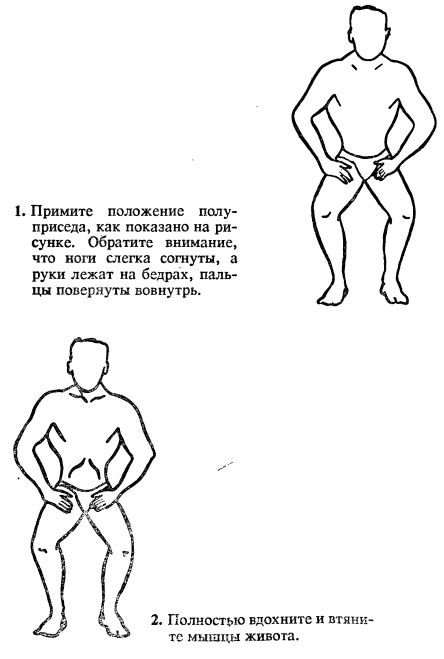 1. Примите положение полу-
приседа, как показано на ри-
сунке. Обратите внимание,
что ноги слегка согнуты, а
руки лежат на бедрах, паль-
цы повернуты вовнутрь.
2. Полностью вдохните и втяни-
те мышцы живота.